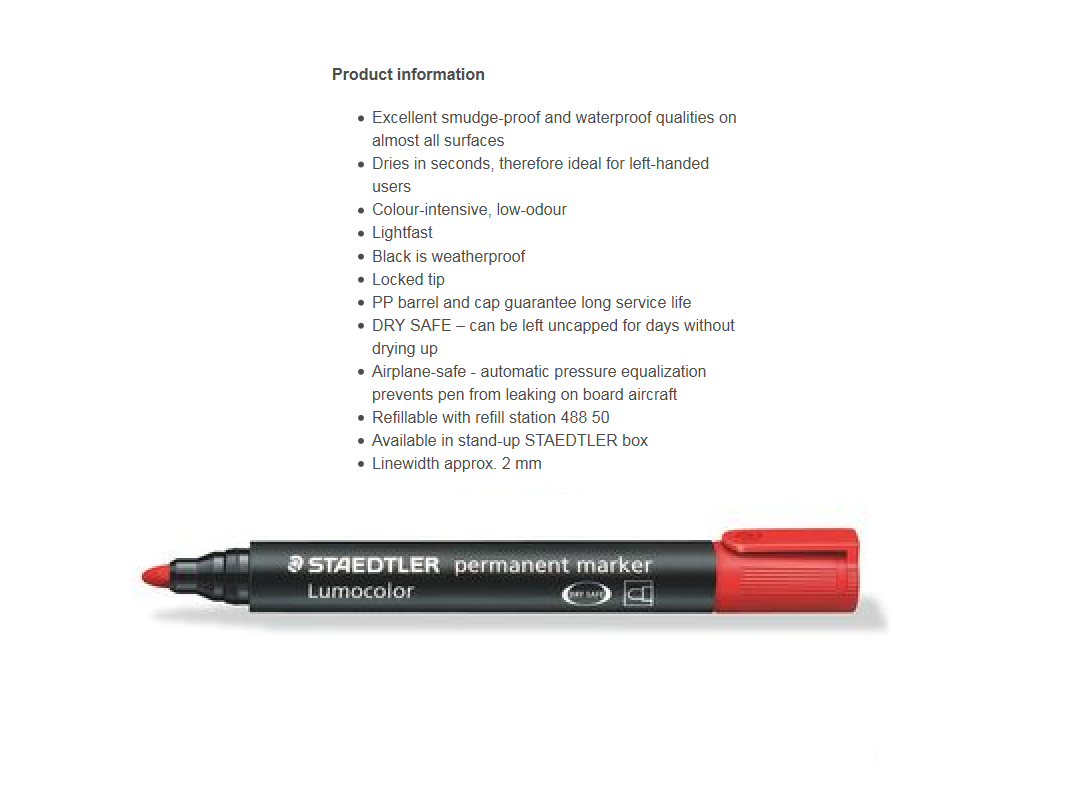 Product information
• Excellent smudge-proof and waterproof qualities on
almost all surfaces
• Dries in seconds, therefore ideal for left-handed
users
• Colour-intensive, low-odour
• Lightfast
• Black is weatherproof
• Locked tip
• PP barrel and cap guarantee long service life
• DRY SAFE – can be left uncapped for days without
drying up
• Airplane-safe - automatic pressure equalization
prevents pen from leaking on board aircraft
• Refillable with refill station 488 50
• Available in stand-up STAEDTLER box
• Linewidth approx. 2 mm
STAEDTLER permanent marker
Lumocolor
DRY SAFE